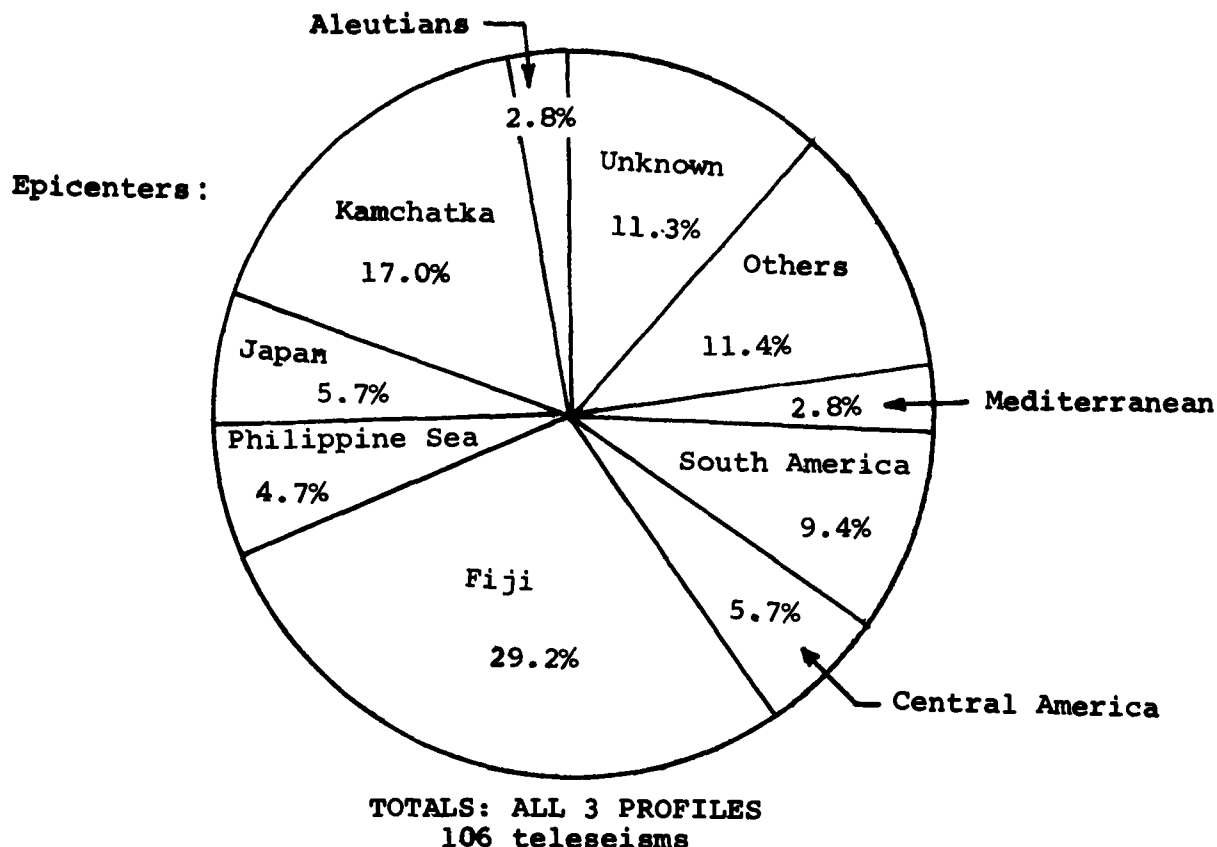 Aleutians
2.8%
Unknown
11.3%
Epicenters:
Kamchatka
17.0%
Others
11.4%
Japan
5.7%
2.8%
Mediterranean
Philippine Sea
4.7%
South America
9.4%
Fiji
29.2%
5.7%
Central America
TOTALS: ALL 3 PROFILES
106 teleseisms